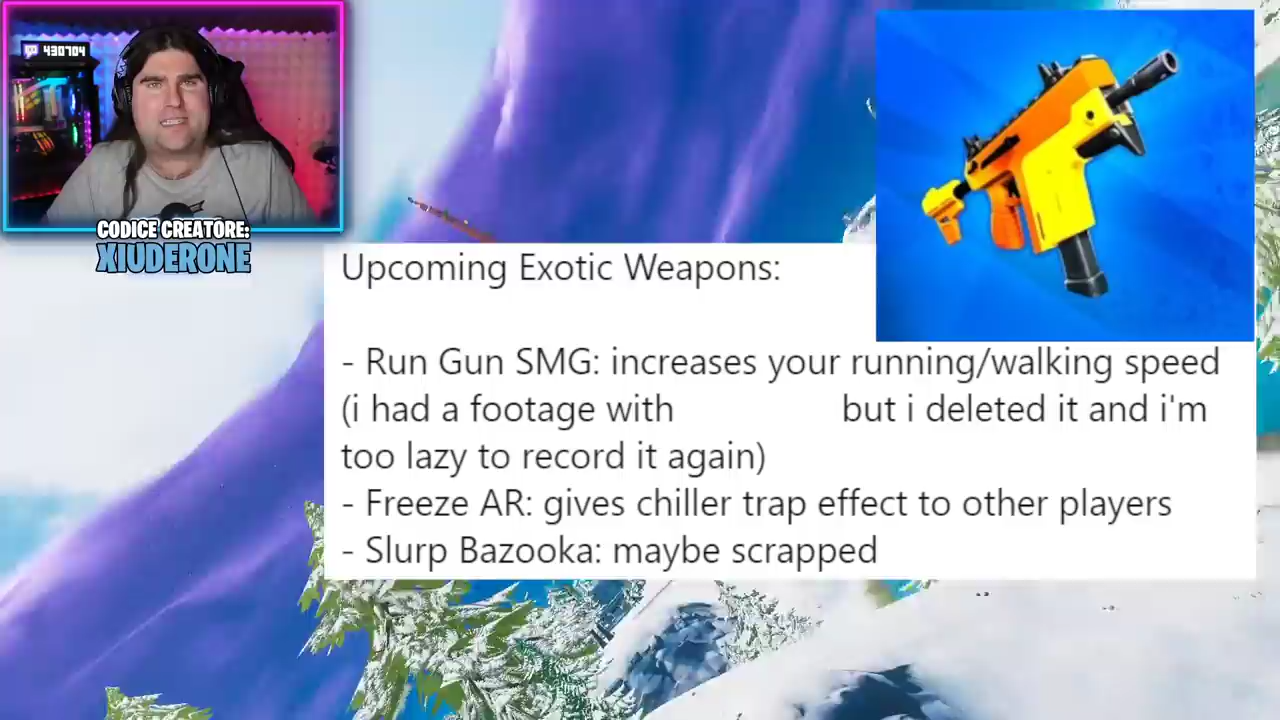 430704
CODICE CREATORE:
XIUDERONE
Upcoming Exotic Weapons:
- Run Gun SMG: increases your running/walking speed
(i had a footage with but i deleted it and i'm
too lazy to record it again)
- Freeze AR: gives chiller trap effect to other players
- Slurp Bazooka: maybe scrapped